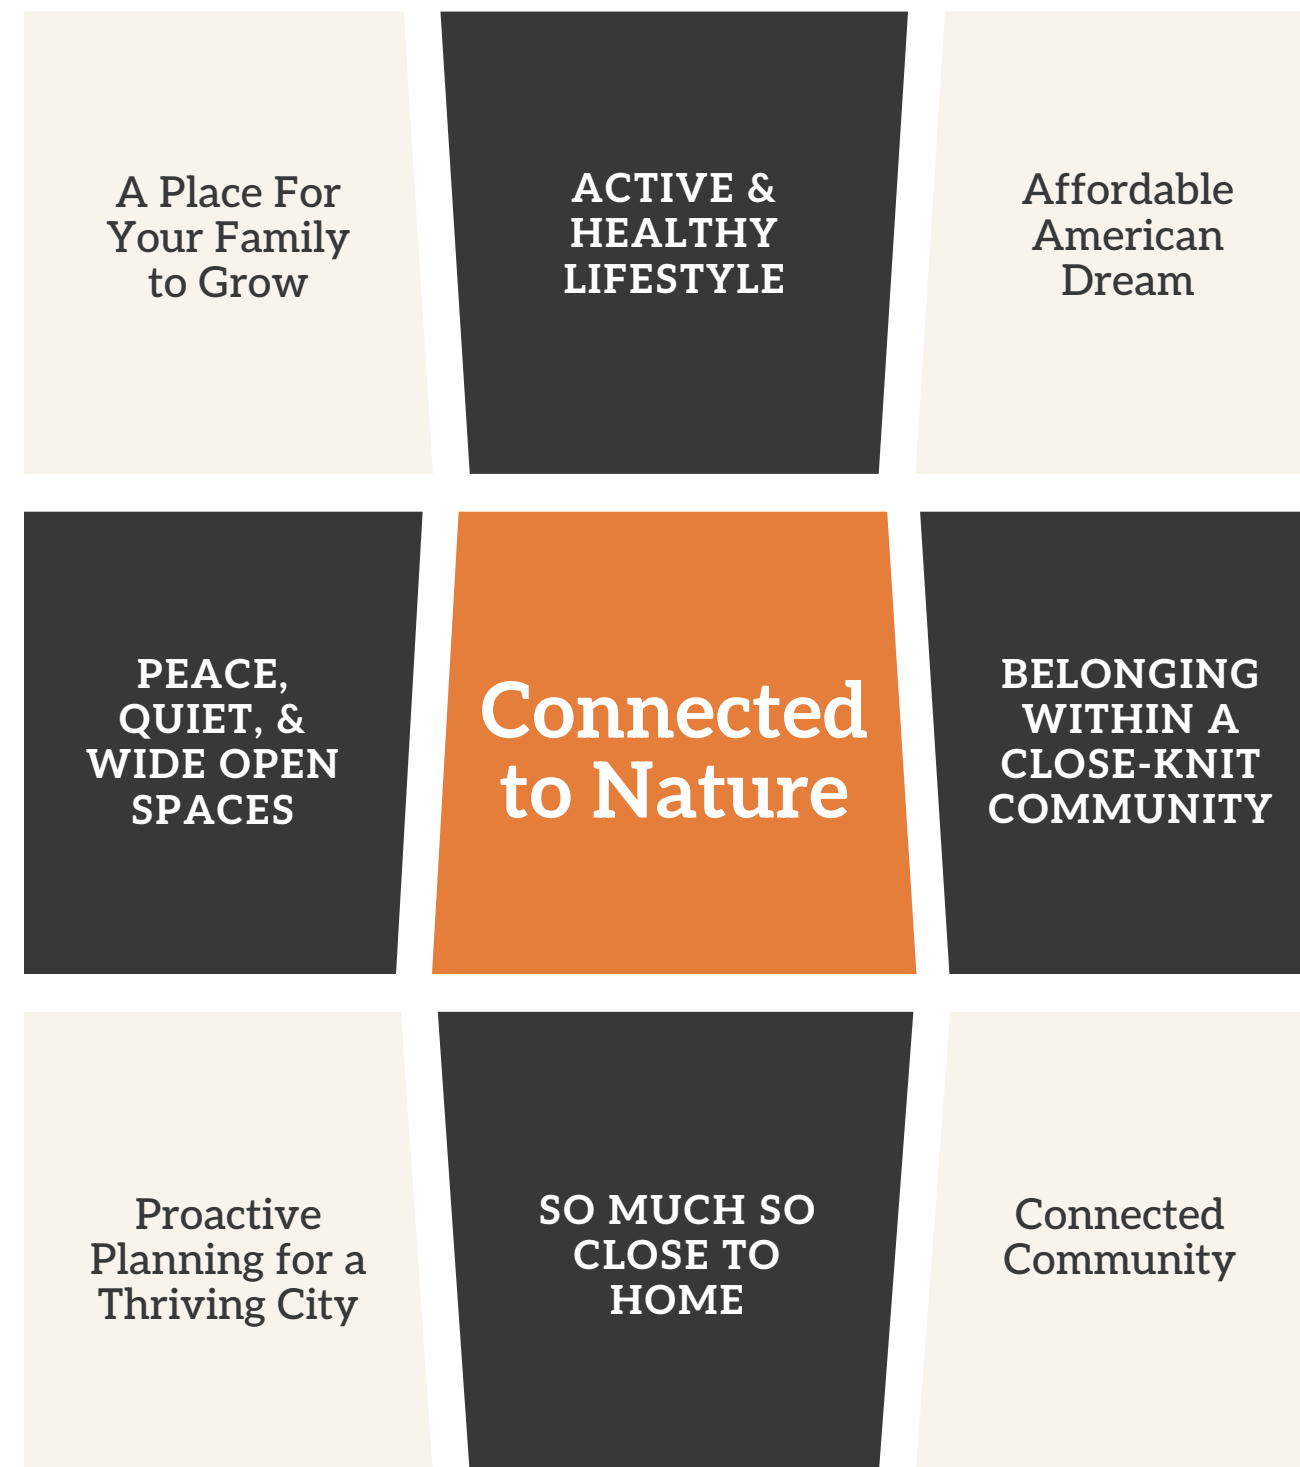 A Place For
Your Family
to Grow
ACTIVE &
HEALTHY
LIFESTYLE
Affordable
American
Dream
PEACE,
QUIET, &
WIDE OPEN
SPACES
Connected
to Nature
BELONGING
WITHIN A
CLOSE-KNIT
COMMUNITY
Proactive
Planning for a
Thriving City
SO MUCH SO
CLOSE TO
HOME
Connected
Community